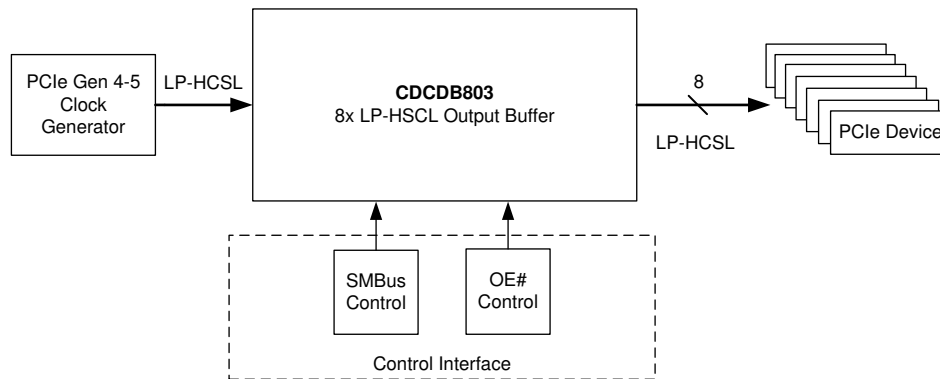 PCIe Gen 4-5
Clock
Generator
LP-HCSL
CDCDB803
8x LP-HSCL Output Buffer
8
LP-HCSL
PCIe Device
SMBus
Control
OE#
Control
Control Interface